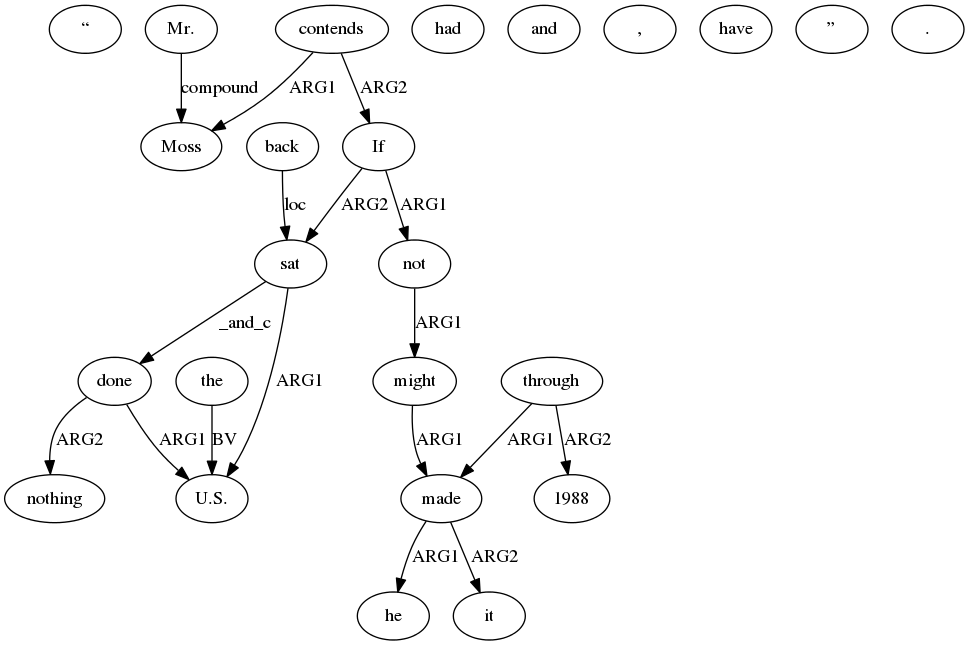 “ Mr. contends had and , have ” .
compound ARG1 ARG2
Moss back If
loc ARG2 ARG1
sat not
_and_c ARG1 ARG1
done the might through
ARG2 ARG1 BV ARG1 ARG1 ARG2
nothing U.S. made 1988
ARG1 ARG2
he it